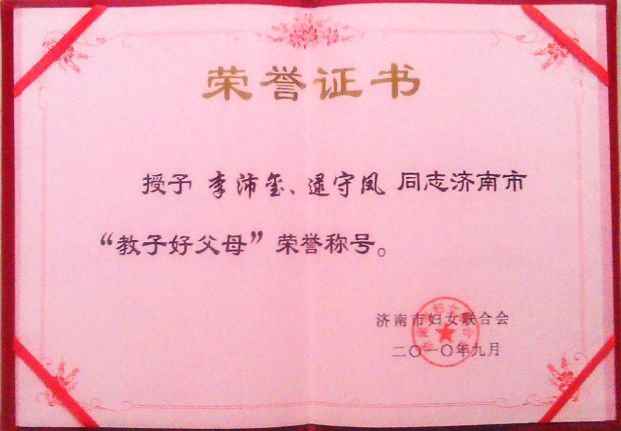 荣誉证书
授予 李沛玺、逯守凤 同志济南市
“教子好父母”荣誉称号。
济南市妇女联合会
二〇一〇年九月